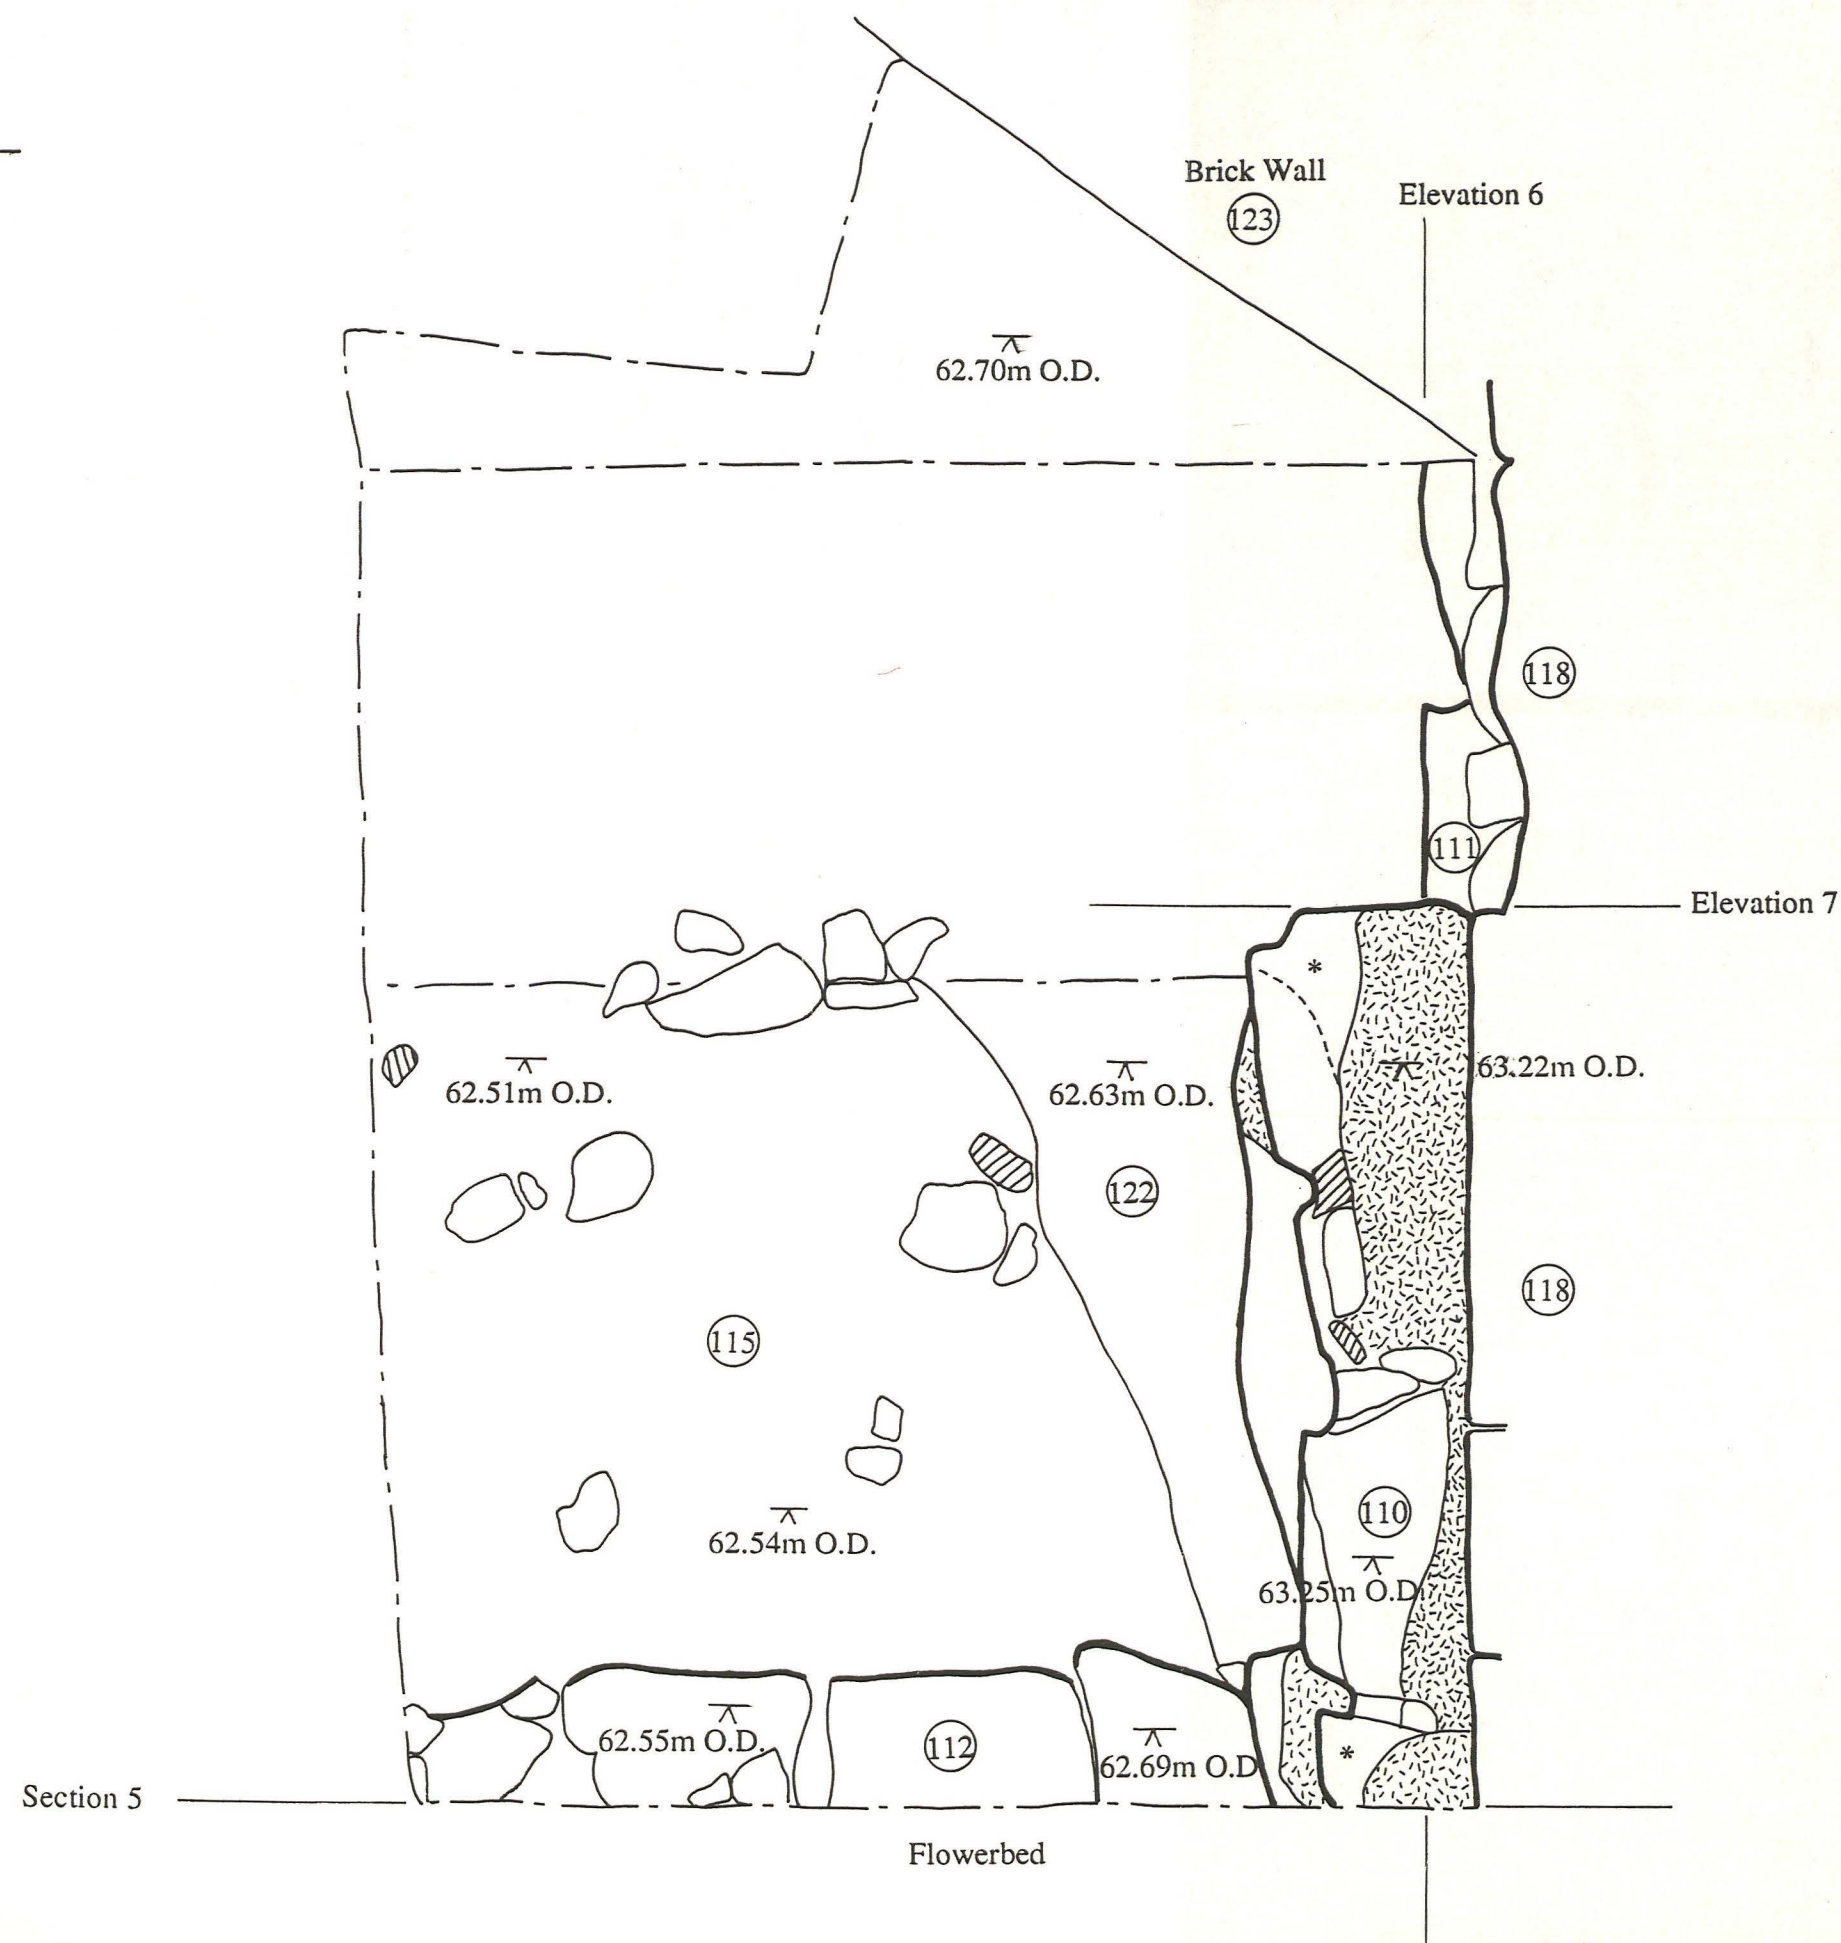 Brick Wall
123
Elevation 6
62.70m O.D.
118
111
Elevation 7
*
62.51m O.D.
62.63m O.D.
63.22m O.D.
122
118
115
110
62.54m O.D.
63.25m O.D.
62.55m O.D.
112
62.69m O.D
*
Section 5
Flowerbed